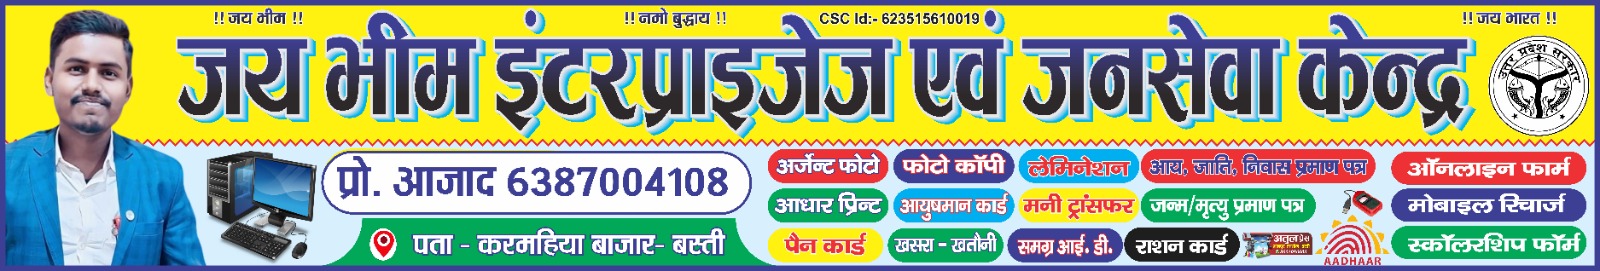 !! जय भीम !!
!! नमो बुद्धाय !!
CSC Id:- 623515610019
!! जय भारत !!
जय भीम इंटरप्राइजेज एवं जनसेवा केन्द्र
उत्तर प्रदेश सरकार
प्रो. आजाद 6387004108
पता - करमहिया बाजार- बस्ती
अर्जेन्ट फोटो
फोटो कॉपी
लेमिनेशन
आय, जाति, निवास प्रमाण पत्र
ऑनलाइन फार्म
आधार प्रिन्ट
आयुषमान कार्ड
मनी ट्रांसफर
जन्म/मृत्यु प्रमाण पत्र
मोबाइल रिचार्ज
पैन कार्ड
खसरा - खतौनी
समग्र आई. डी.
राशन कार्ड
अतुल प्रेस
AADHAAR
स्कॉलरशिप फॉर्म